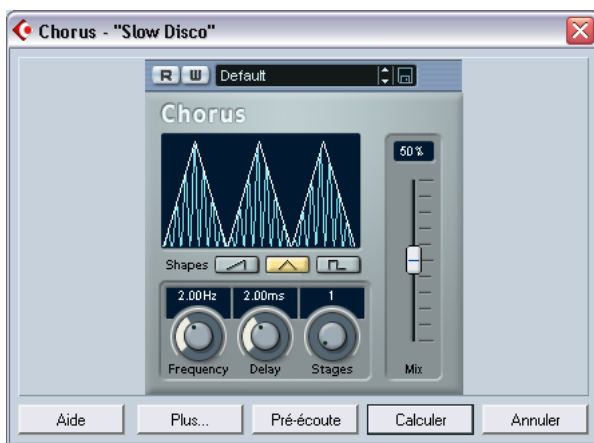 Chorus - "Slow Disco"
R W Default
Chorus
50 %
Shapes
2.00Hz 2.00ms 1
Frequency Delay Stages Mix
Aide Plus... Pré-écoute Calculer Annuler